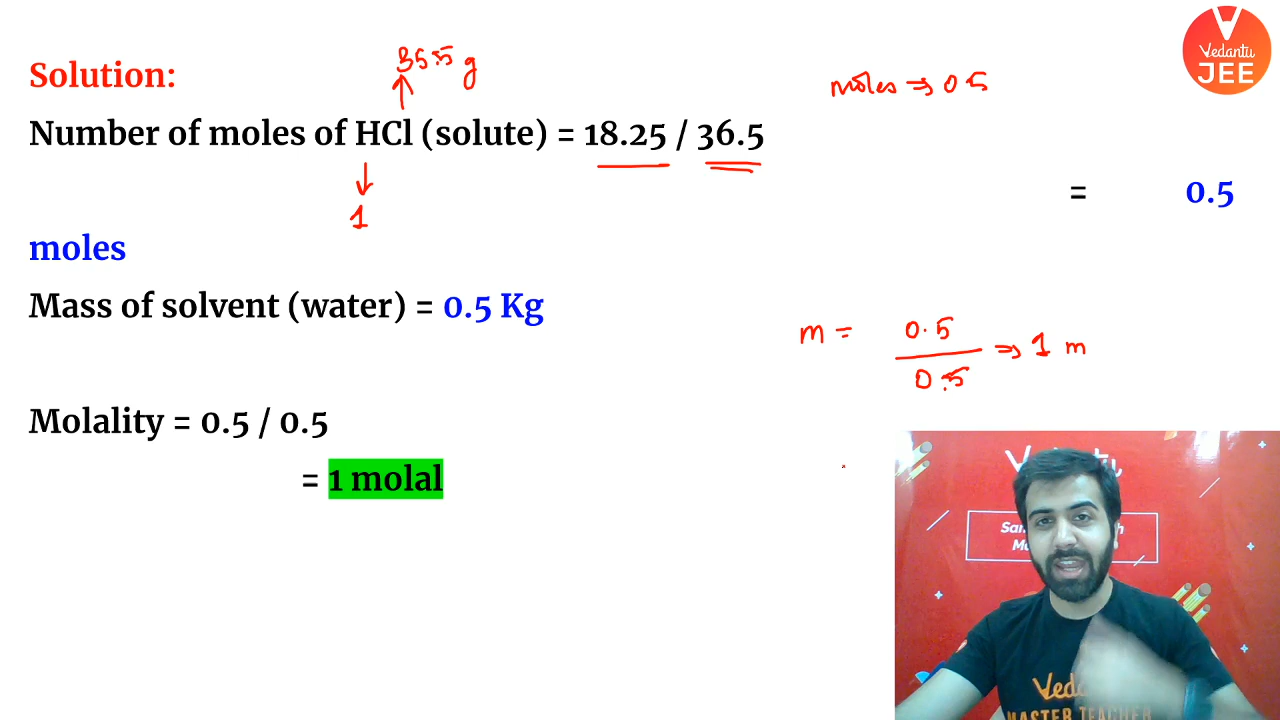 Vedantu
JEE
35.5 g
Solution:
moles ⇒ 0.5
Number of moles of HCl (solute) = 18.25 / 36.5
1
= 0.5
moles
Mass of solvent (water) = 0.5 Kg
m = 0.5 / 0.5 ⇒ 1 m
Molality = 0.5 / 0.5
= 1 molal
MASTER TEACHER